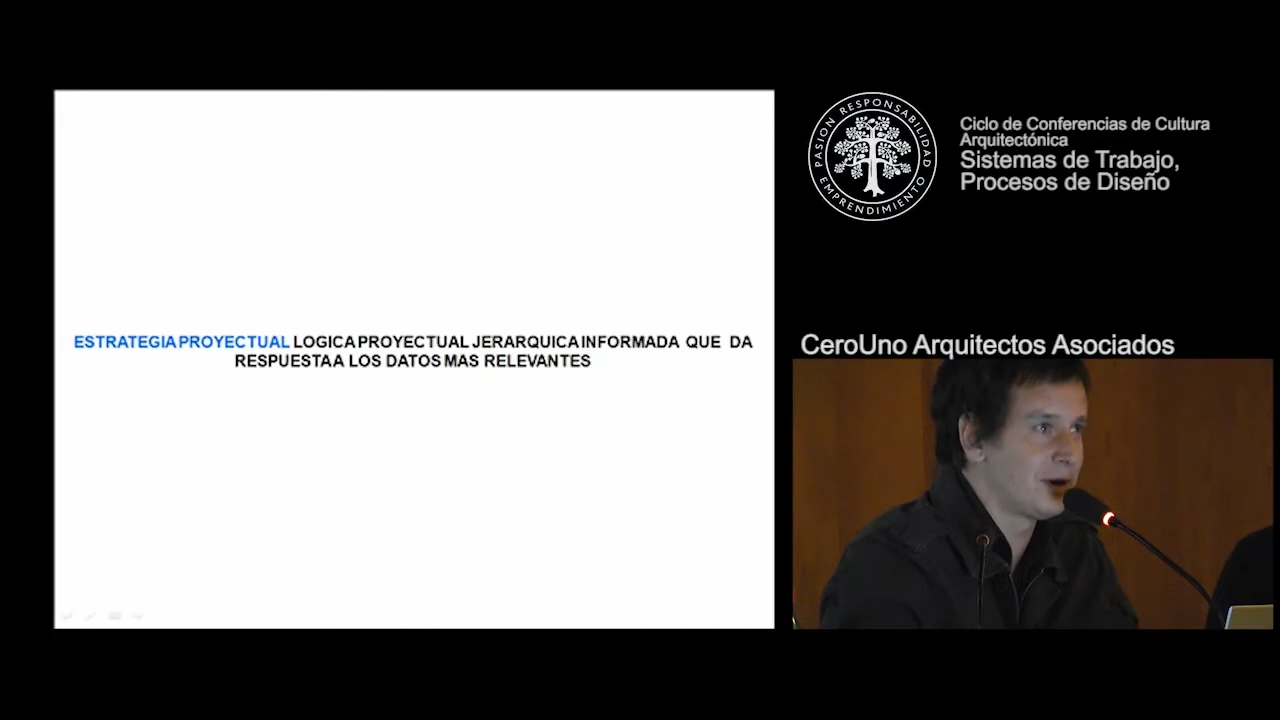 ESTRATEGIA PROYECTUAL LOGICA PROYECTUAL JERARQUICA INFORMADA QUE DA
RESPUESTA A LOS DATOS MAS RELEVANTES
PASION RESPONSABILIDAD EMPRENDIMIENTO
Ciclo de Conferencias de Cultura
Arquitectónica
Sistemas de Trabajo,
Procesos de Diseño
CeroUno Arquitectos Asociados